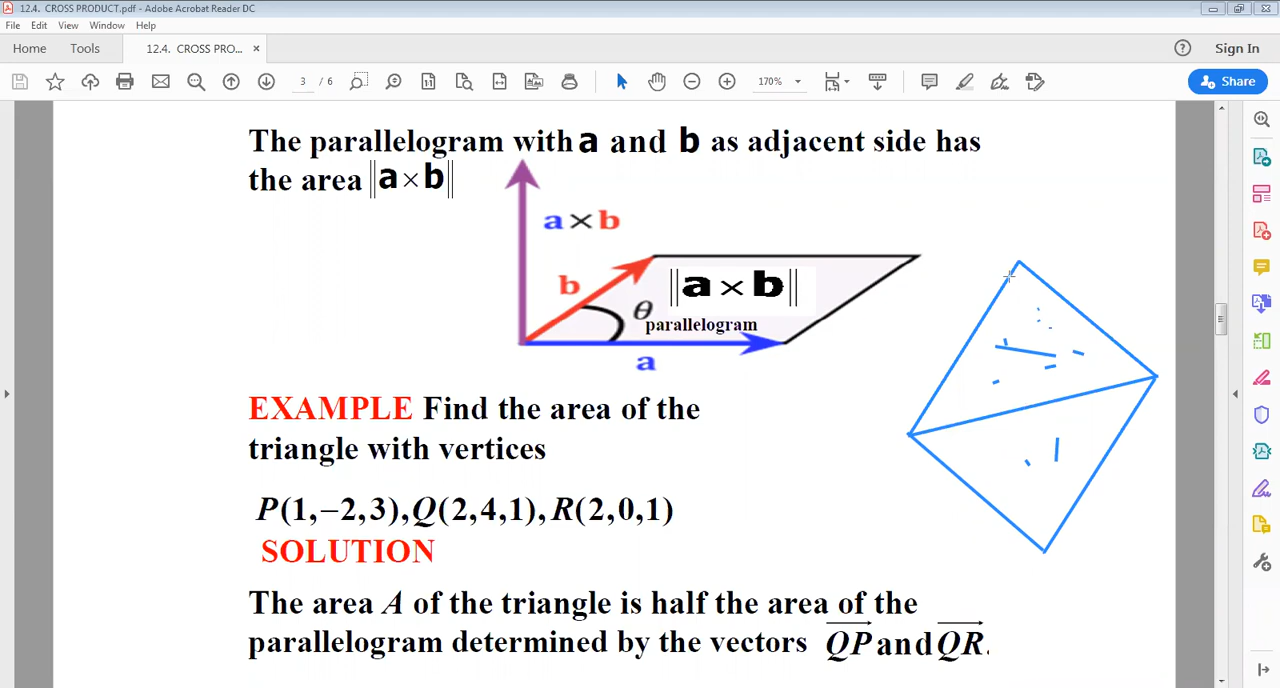 12.4. CROSS PRODUCT.pdf - Adobe Acrobat Reader DC
File Edit View Window Help
Home Tools 12.4. CROSS PRO... × Sign In
3 / 6 170% Share
The parallelogram with a and b as adjacent side has
the area ||a×b||
a×b
b
||a×b||
θ
parallelogram
a
EXAMPLE Find the area of the
triangle with vertices
P(1,−2,3),Q(2,4,1),R(2,0,1)
SOLUTION
The area A of the triangle is half the area of the
parallelogram determined by the vectors QP and QR.